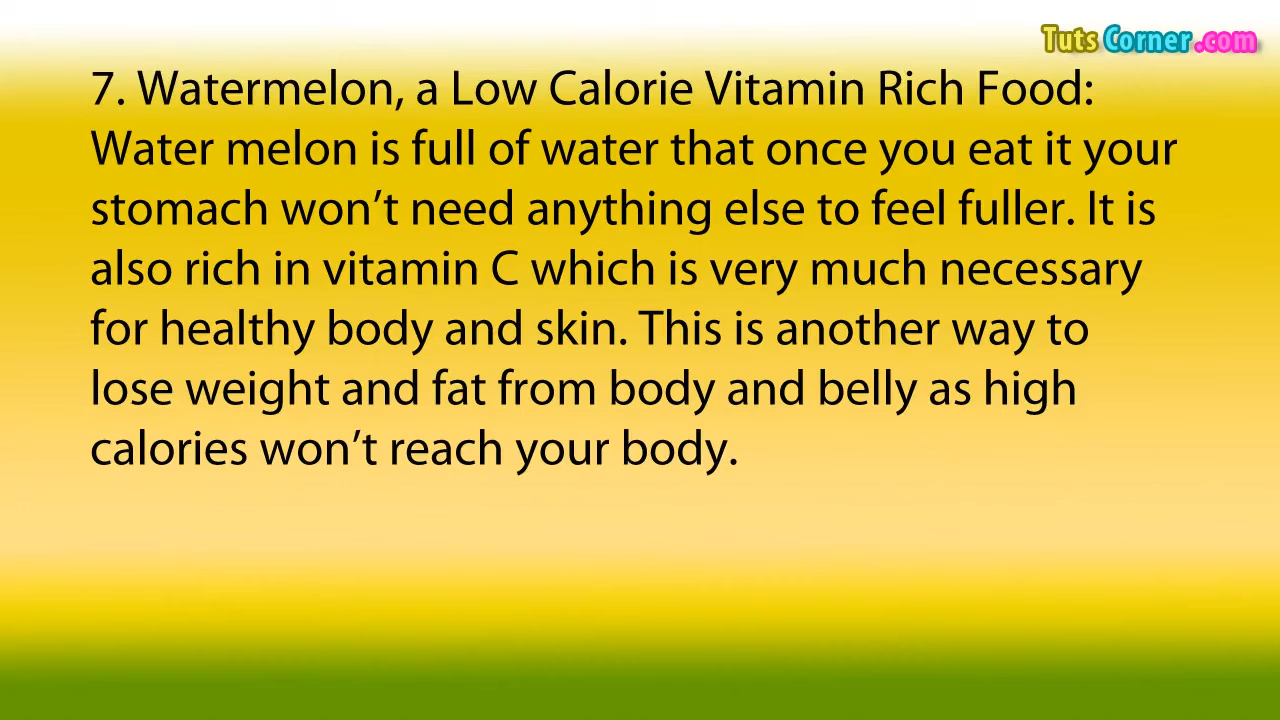 Tuts Corner.com
7. Watermelon, a Low Calorie Vitamin Rich Food:
Water melon is full of water that once you eat it your
stomach won’t need anything else to feel fuller. It is
also rich in vitamin C which is very much necessary
for healthy body and skin. This is another way to
lose weight and fat from body and belly as high
calories won’t reach your body.